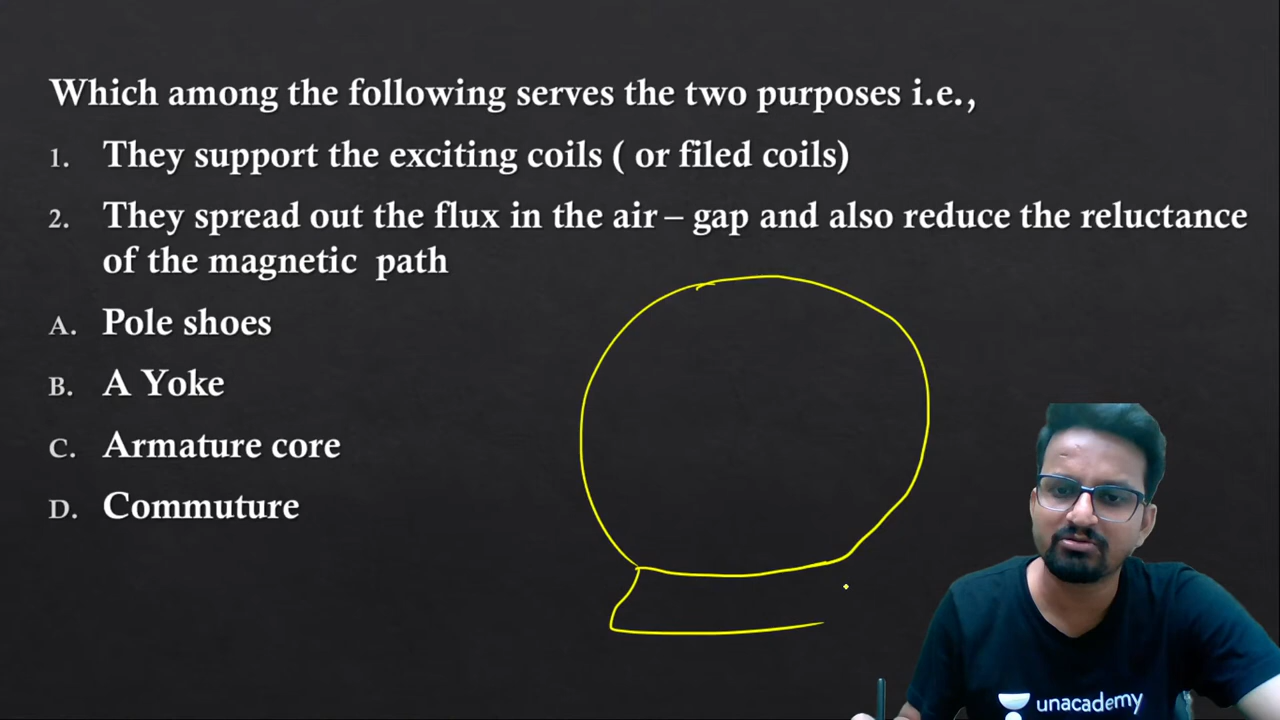 Which among the following serves the two purposes i.e.,
1. They support the exciting coils ( or filed coils)
2. They spread out the flux in the air – gap and also reduce the reluctance
of the magnetic path
A. Pole shoes
B. A Yoke
C. Armature core
D. Commuture
unacademy